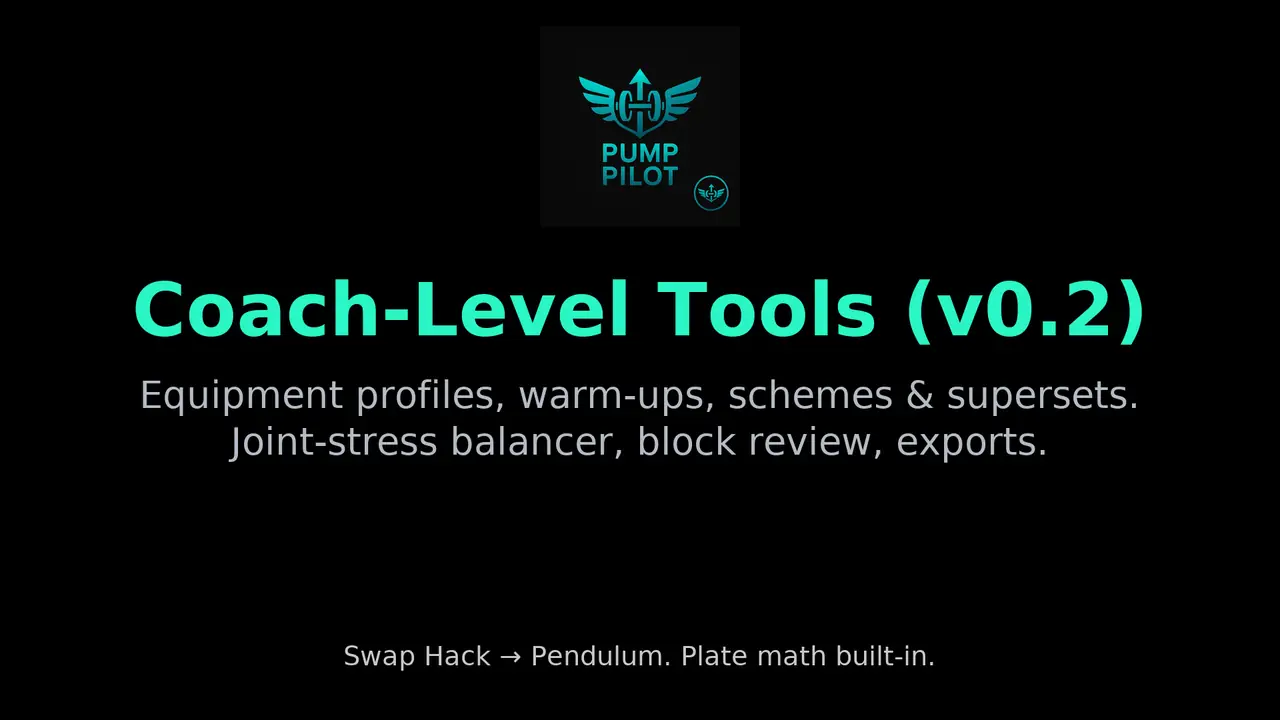 PUMP
PILOT
Coach-Level Tools (v0.2)
Equipment profiles, warm-ups, schemes & supersets.
Joint-stress balancer, block review, exports.
Swap Hack → Pendulum. Plate math built-in.